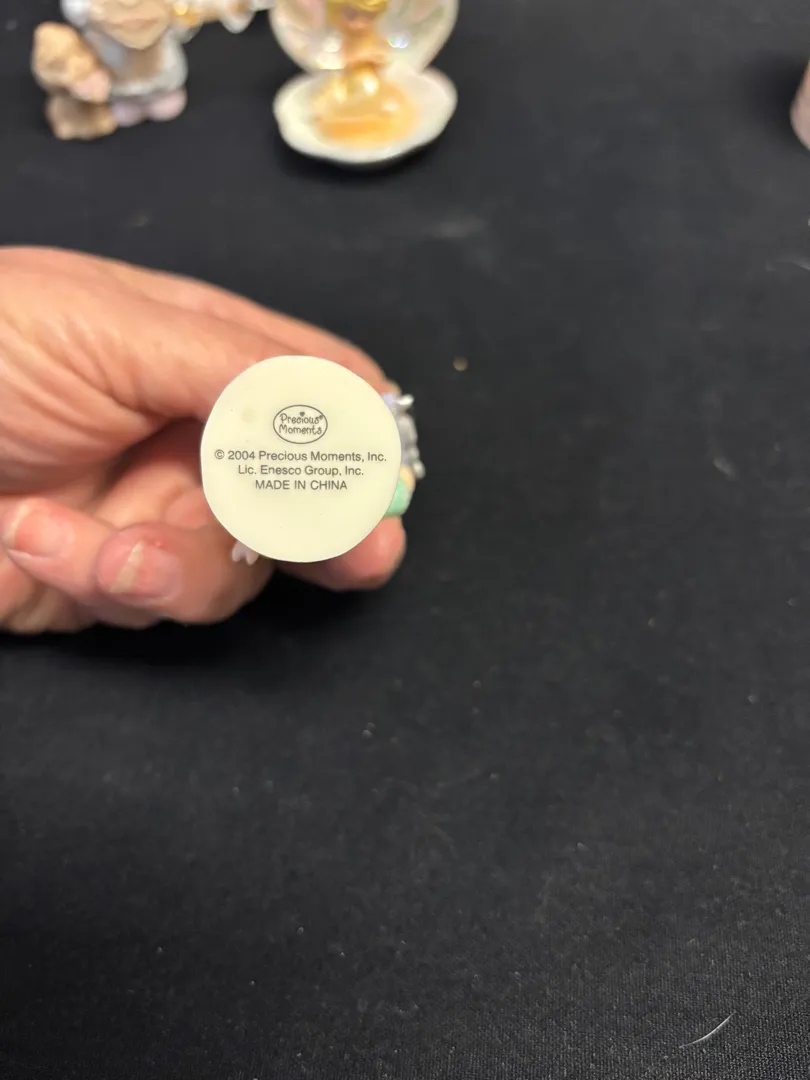 Precious®
Moments
© 2004 Precious Moments, Inc.
Lic. Enesco Group, Inc.
MADE IN CHINA